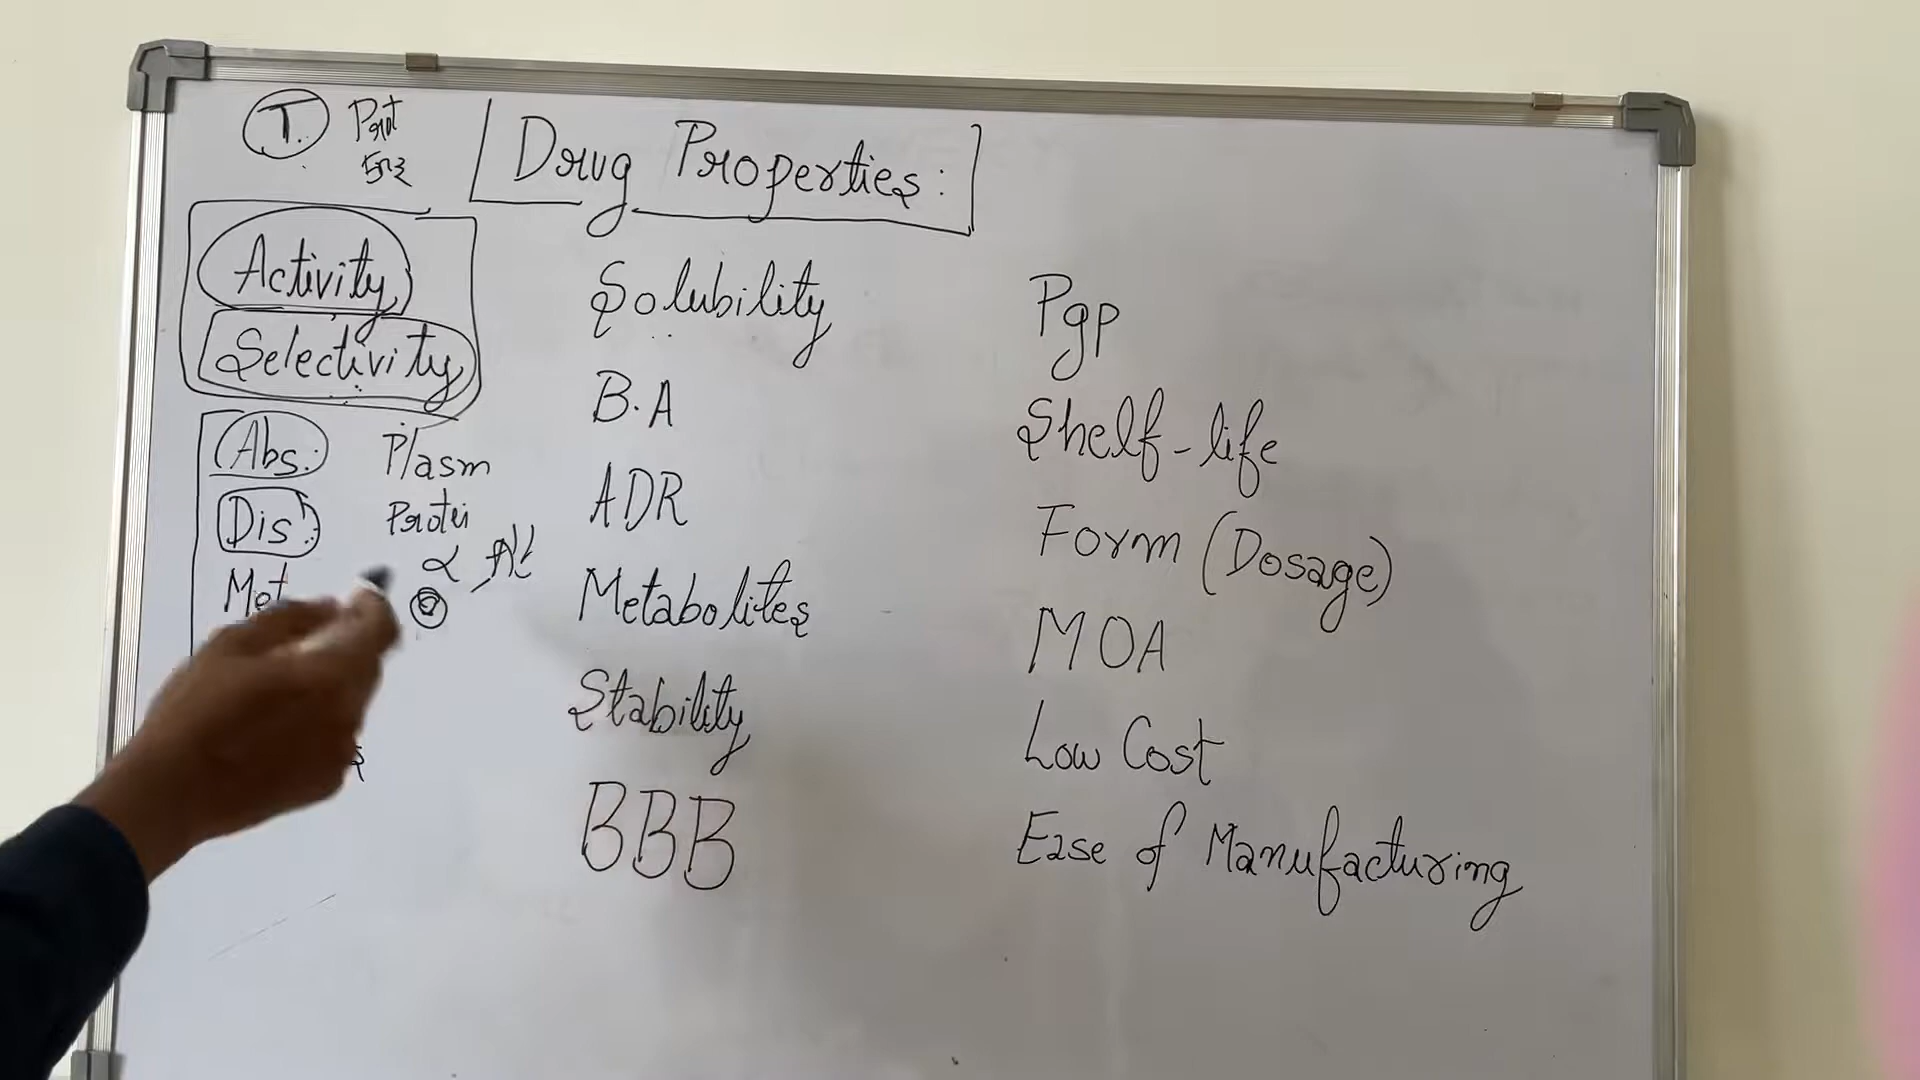 T.
Prot
Drug Properties:
Activity
Selectivity
Abs.
Dis.
Met
Plasm
Protei
α
Solubility
B.A
ADR
Metabolites
Stability
BBB
Pgp
Shelf-life
Form (Dosage)
MOA
Low Cost
Ease of Manufacturing